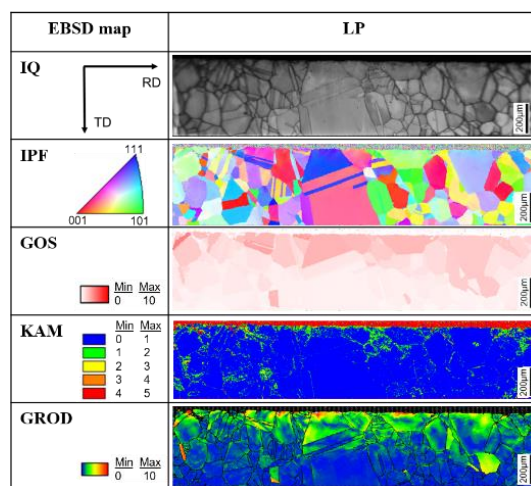 EBSD map LP
IQ
RD
TD
200μm
IPF
111
001 101
200μm
GOS
Min Max
0 10
200μm
KAM
Min Max
0 1
1 2
2 3
3 4
4 5
200μm
GROD
Min Max
0 10
200μm